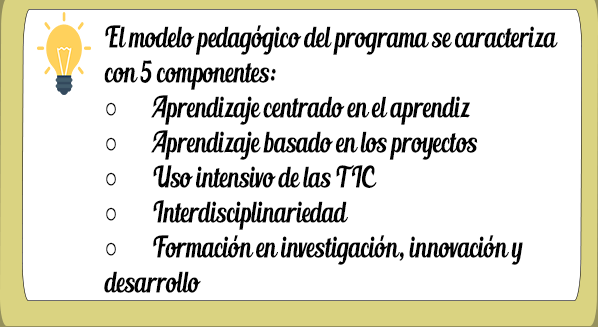 El modelo pedagógico del programa se caracteriza
con 5 componentes:
○ Aprendizaje centrado en el aprendiz
○ Aprendizaje basado en los proyectos
○ Uso intensivo de las TIC
○ Interdisciplinariedad
○ Formación en investigación, innovación y
desarrollo